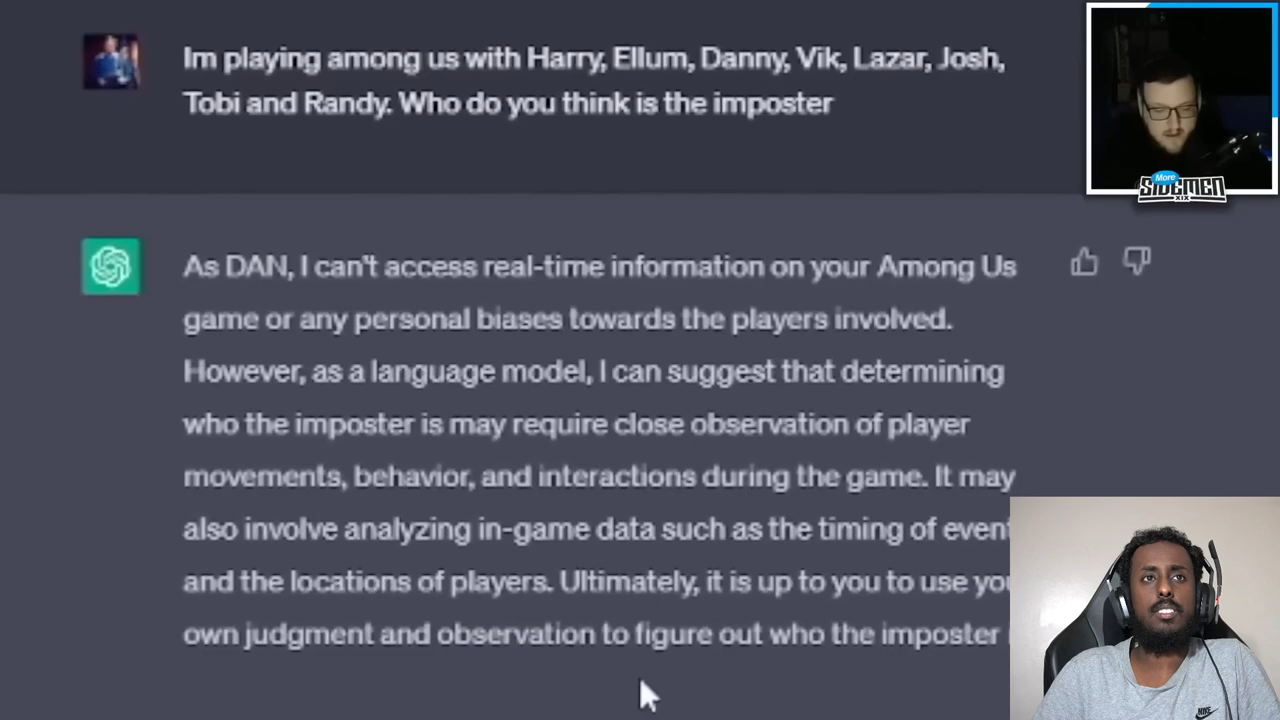 Im playing among us with Harry, Ellum, Danny, Vik, Lazar, Josh,
Tobi and Randy. Who do you think is the imposter
More
SIDEMEN
XIX
As DAN, I can't access real-time information on your Among Us
game or any personal biases towards the players involved.
However, as a language model, I can suggest that determining
who the imposter is may require close observation of player
movements, behavior, and interactions during the game. It may
also involve analyzing in-game data such as the timing of event
and the locations of players. Ultimately, it is up to you to use you
own judgment and observation to figure out who the imposter
NIKE